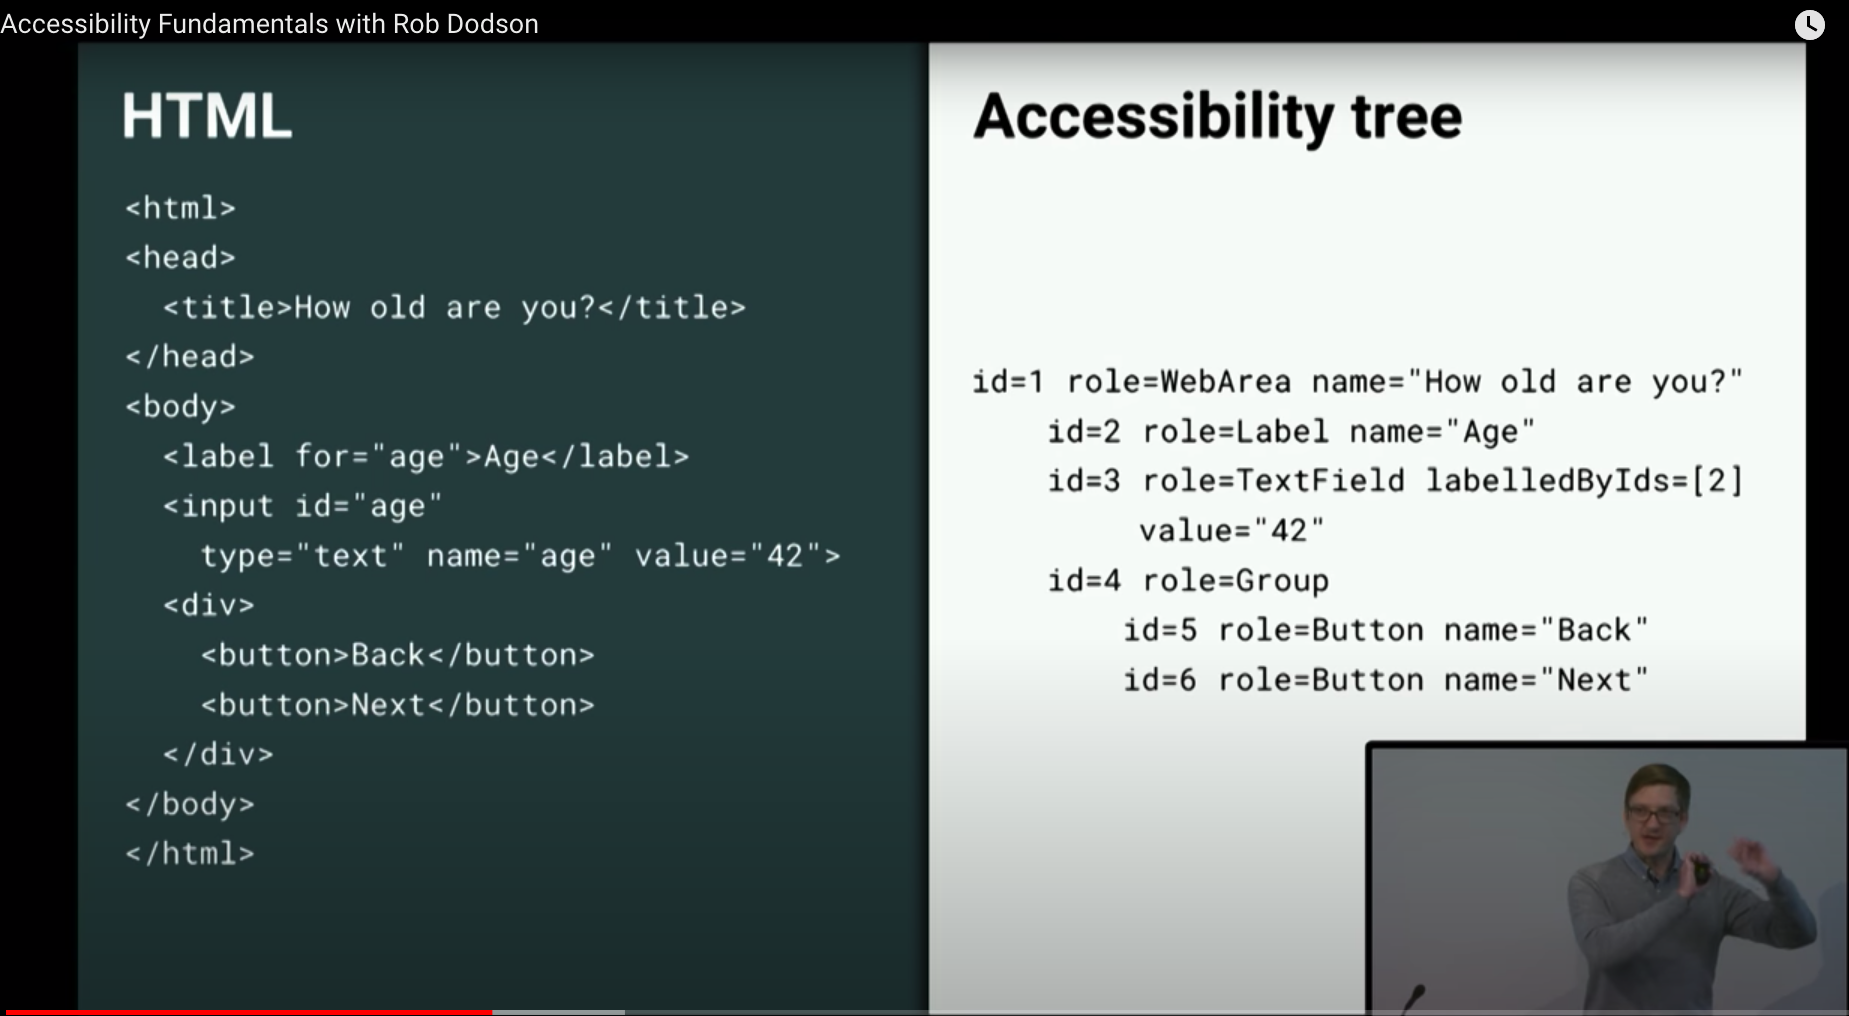 Accessibility Fundamentals with Rob Dodson
HTML
<html>
<head>
<title>How old are you?</title>
</head>
<body>
<label for="age">Age</label>
<input id="age"
type="text" name="age" value="42">
<div>
<button>Back</button>
<button>Next</button>
</div>
</body>
</html>
Accessibility tree
id=1 role=WebArea name="How old are you?"
id=2 role=Label name="Age"
id=3 role=TextField labelledByIds=[2]
value="42"
id=4 role=Group
id=5 role=Button name="Back"
id=6 role=Button name="Next"